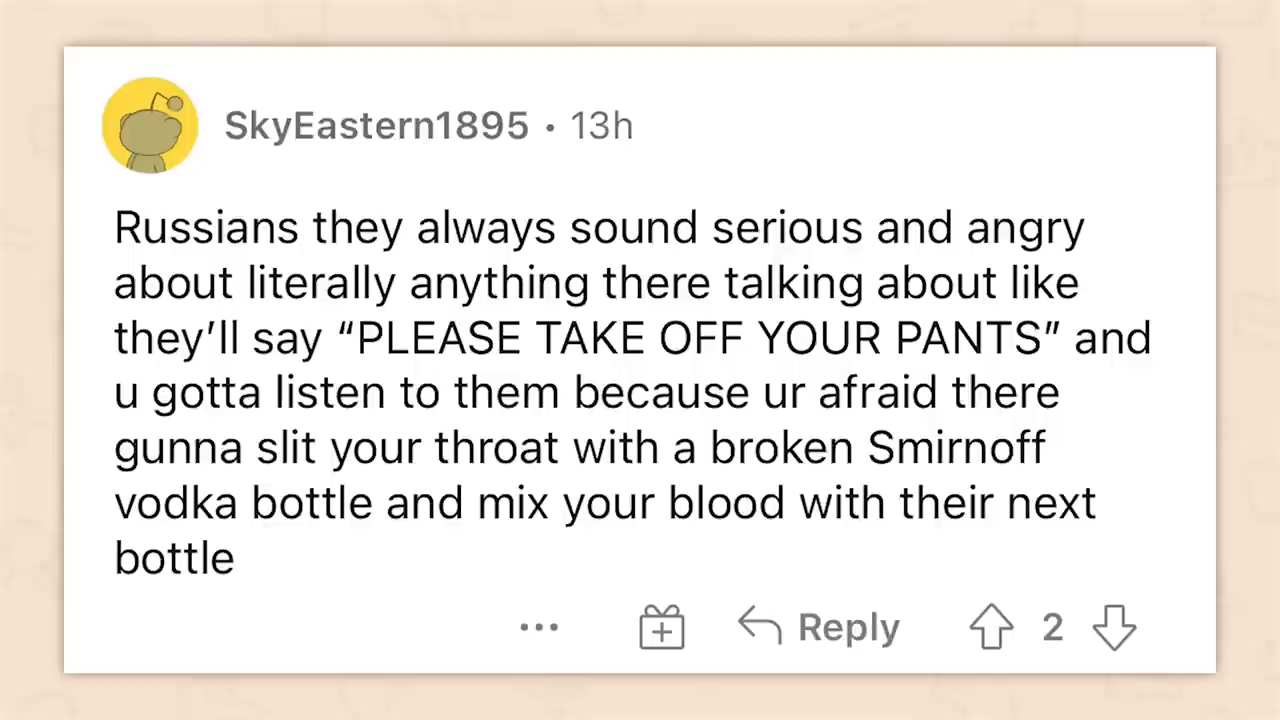 SkyEastern1895 • 13h
Russians they always sound serious and angry
about literally anything there talking about like
they’ll say “PLEASE TAKE OFF YOUR PANTS” and
u gotta listen to them because ur afraid there
gunna slit your throat with a broken Smirnoff
vodka bottle and mix your blood with their next
bottle
Reply 2